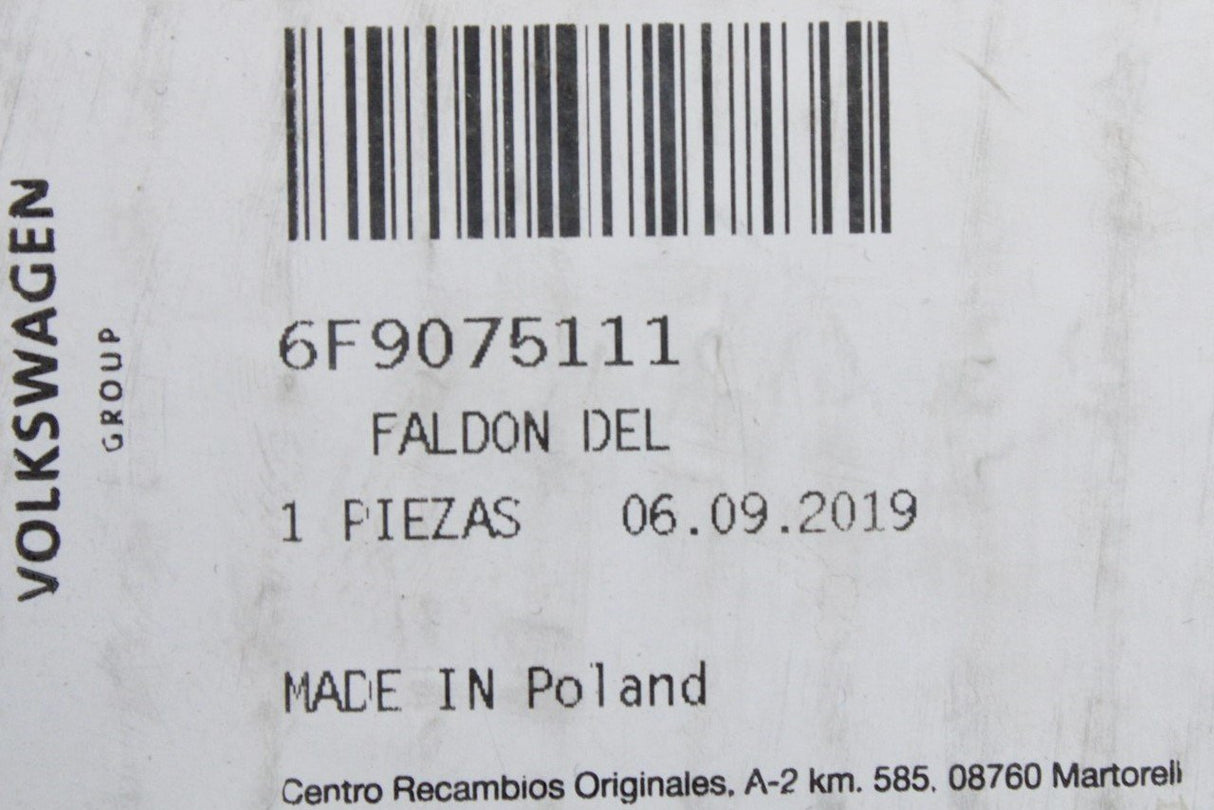 VOLKSWAGEN
GROUP
6F9075111
FALDON DEL
1 PIEZAS 06.09.2019
MADE IN Poland
Centro Recambios Originales, A-2 km. 585, 08760 Martorell